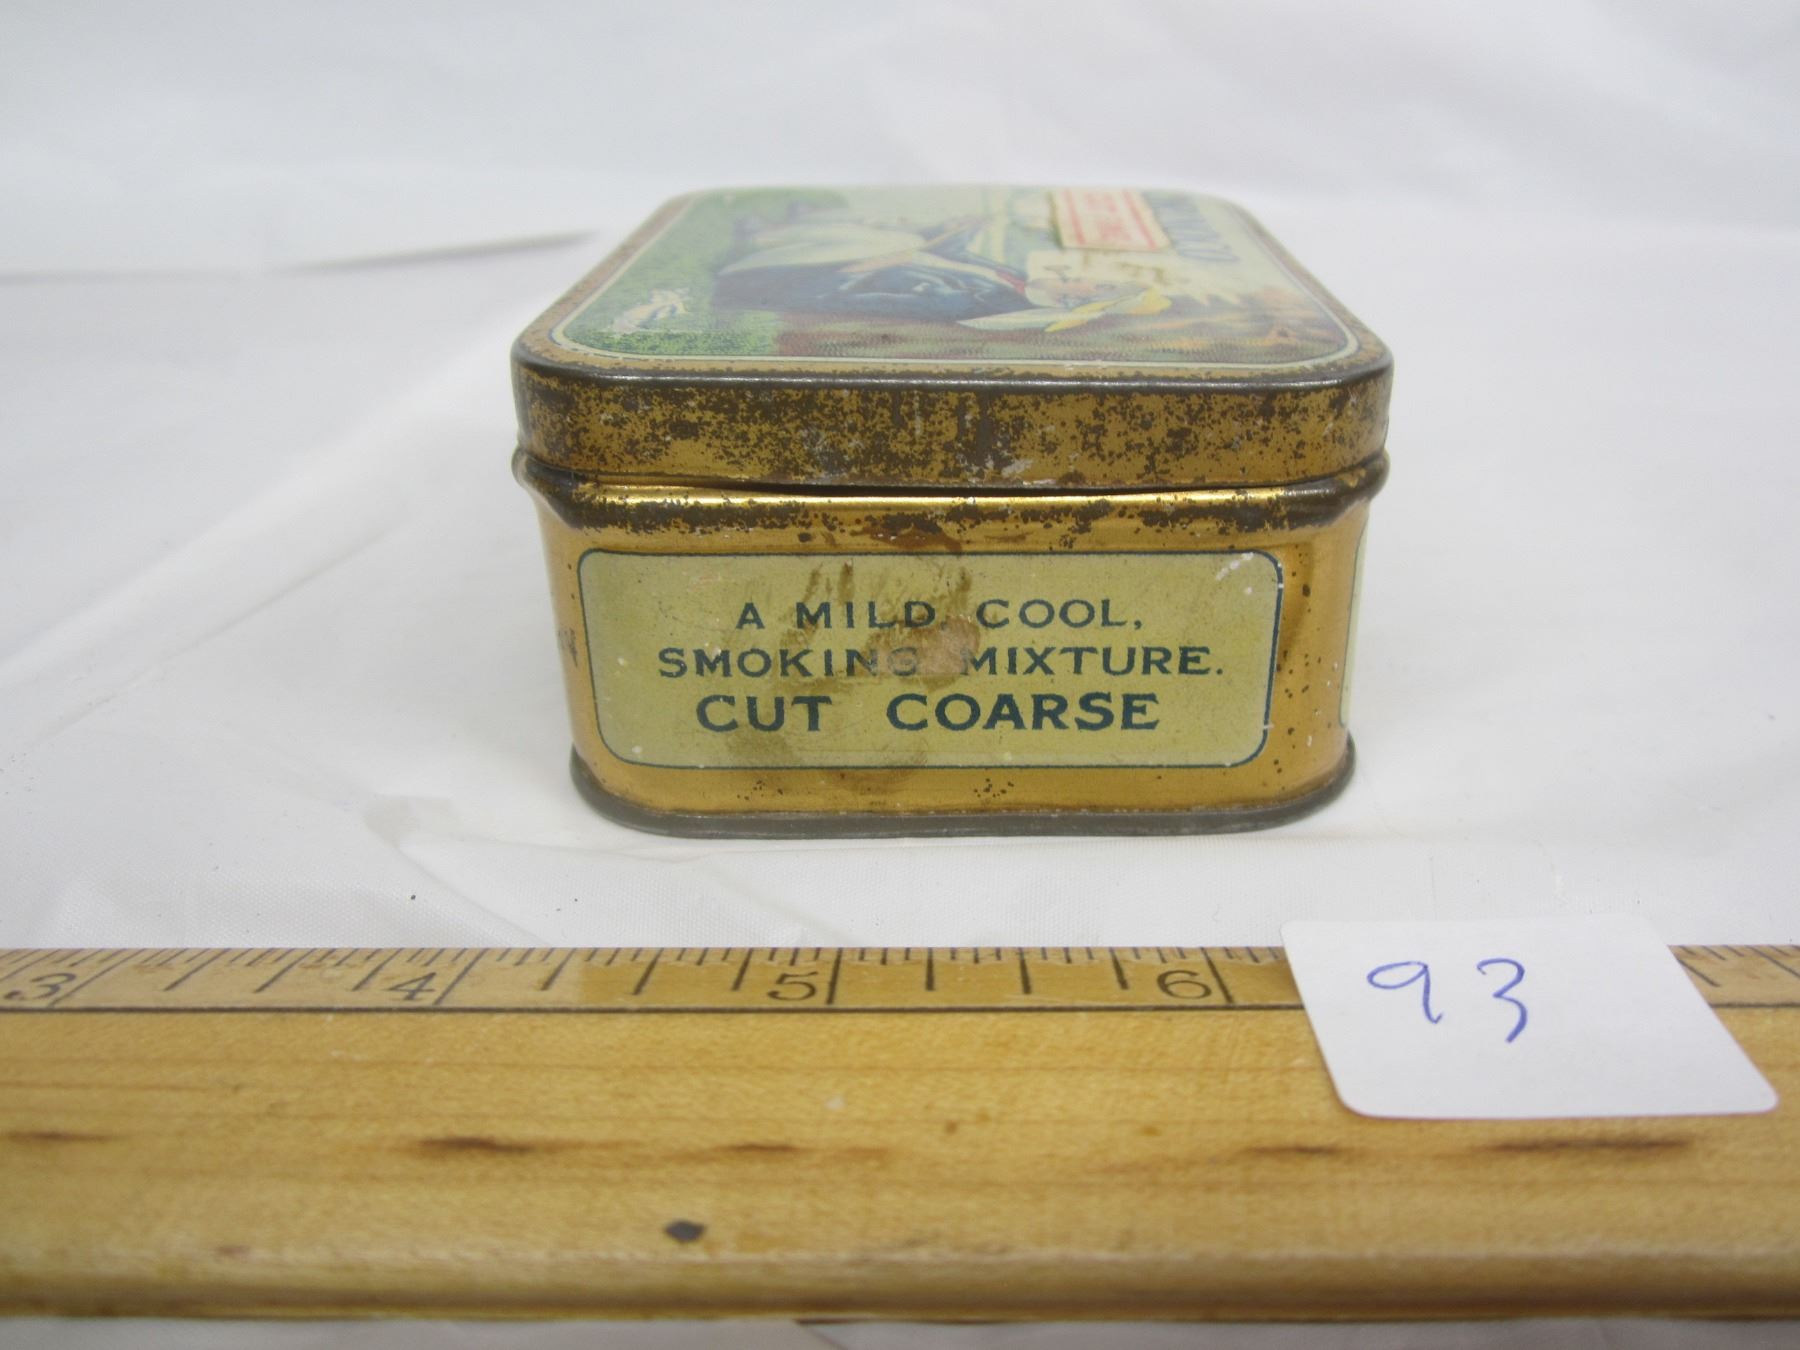 A MILD, COOL,
SMOKING MIXTURE.
CUT COARSE
3 4 5 6
93